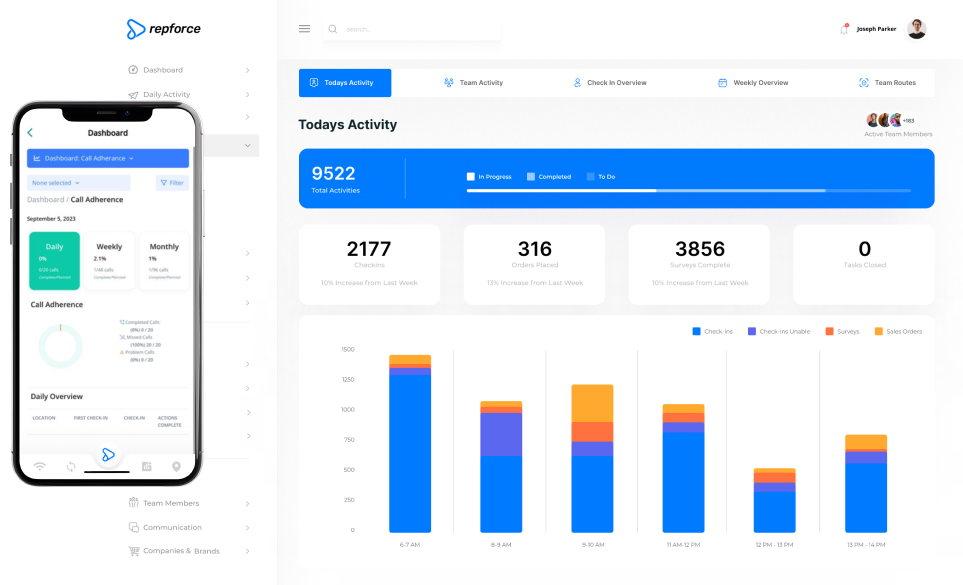 repforce
search...
Joseph Parker
Dashboard
Daily Activity
Todays Activity
Team Activity
Check In Overview
Weekly Overview
Team Routes
Todays Activity
+183
Active Team Members
9522
Total Activities
In Progress
Completed
To Do
2177
Checkins
10% Increase from Last Week
316
Orders Placed
13% Increase from Last Week
3856
Surveys Complete
10% Increase from Last Week
0
Tasks Closed
Check-Ins
Check-Ins Unable
Surveys
Sales Orders
1500
1250
1000
750
500
250
0
6-7 AM
8-9 AM
9-10 AM
11 AM-12 PM
12 PM - 13 PM
13 PM - 14 PM
Dashboard
Dashboard: Call Adherance
None selected
Filter
Dashboard / Call Adherence
September 5, 2023
Daily
0%
0/20 calls
Complete/Planned
Weekly
2.1%
1/48 calls
Complete/Planned
Monthly
1%
1/96 calls
Complete/Planned
Call Adherence
Completed Calls
(0%) 0 / 20
Missed Calls
(100%) 20 / 20
Problem Calls
(0%) 0 / 20
Daily Overview
LOCATION
FIRST CHECK-IN
CHECK-IN
ACTIONS
COMPLETE
Team Members
Communication
Companies & Brands